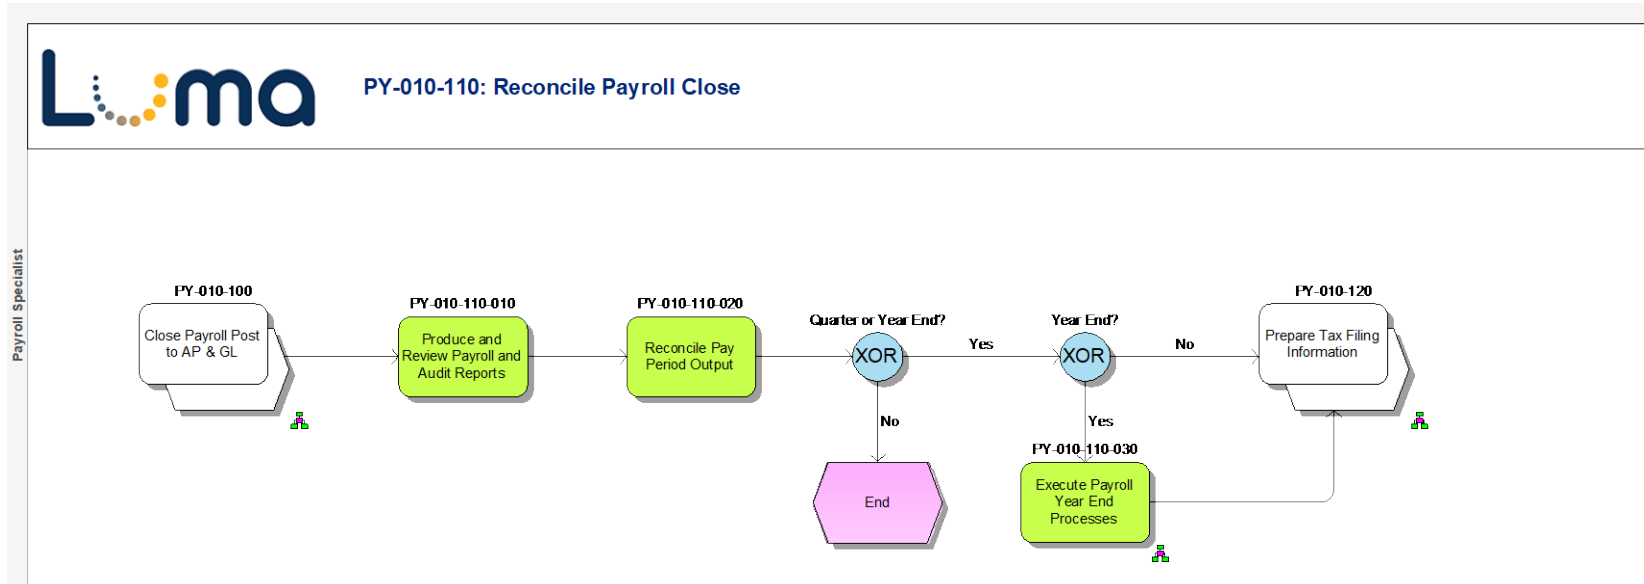 Luma
PY-010-110: Reconcile Payroll Close
Payroll Specialist
PY-010-100
Close Payroll Post
to AP & GL
PY-010-110-010
Produce and
Review Payroll and
Audit Reports
PY-010-110-020
Reconcile Pay
Period Output
Quarter or Year End?
XOR
Yes
No
End
Year End?
XOR
No
Yes
PY-010-110-030
Execute Payroll
Year End
Processes
PY-010-120
Prepare Tax Filing
Information